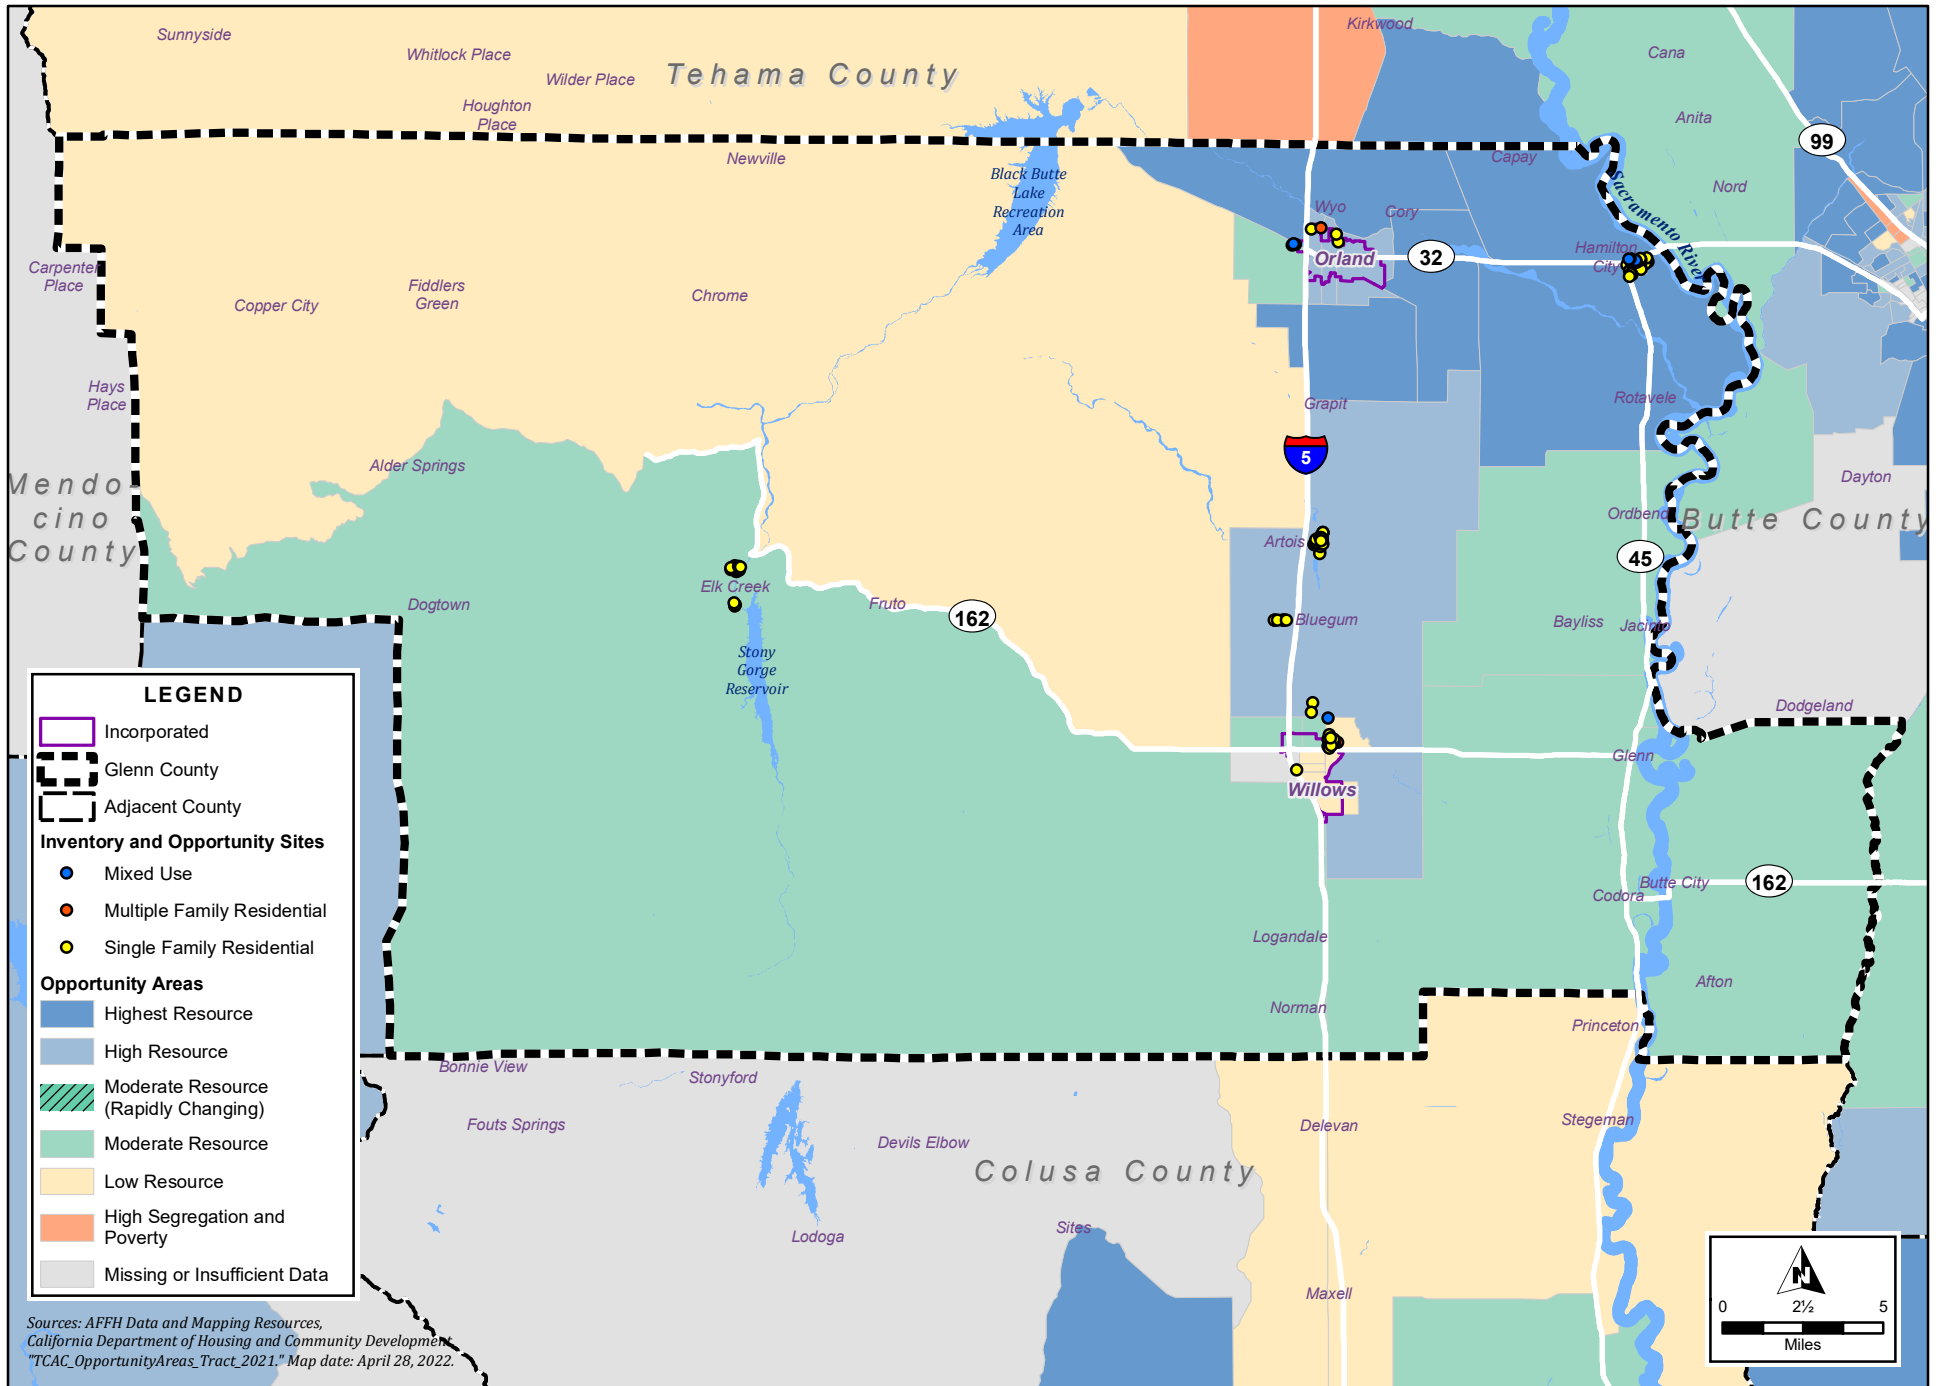 Sunnyside
Whitlock Place
Wilder Place
Houghton
Place
Tehama County
Kirkwood
Cana
Anita
99
Newville
Capay
Nord
Black Butte
Lake
Recreation
Area
Wyo
Cory
Sacramento River
Hamilton
City
Orland
32
Carpenter
Place
Copper City
Fiddlers
Green
Chrome
Hays
Place
Grapit
Rotavele
5
Alder Springs
Dayton
Mendo-
cino
County
Ordbend
Butte County
Artois
45
Elk Creek
Dogtown
Fruto
162
Bluegum
Bayliss
Jacinto
Stony
Gorge
Reservoir
Dodgeland
Glenn
Willows
Butte City
Codora
162
Logandale
Afton
Norman
Princeton
Bonnie View
Stonyford
Fouts Springs
Devils Elbow
Delevan
Stegeman
Colusa County
Lodoga
Sites
Maxell
LEGEND
Incorporated
Glenn County
Adjacent County
Inventory and Opportunity Sites
Mixed Use
Multiple Family Residential
Single Family Residential
Opportunity Areas
Highest Resource
High Resource
Moderate Resource
(Rapidly Changing)
Moderate Resource
Low Resource
High Segregation and
Poverty
Missing or Insufficient Data
N
0 2½ 5
Miles
Sources: AFFH Data and Mapping Resources,
California Department of Housing and Community Development
"TCAC_OpportunityAreas_Tract_2021." Map date: April 28, 2022.